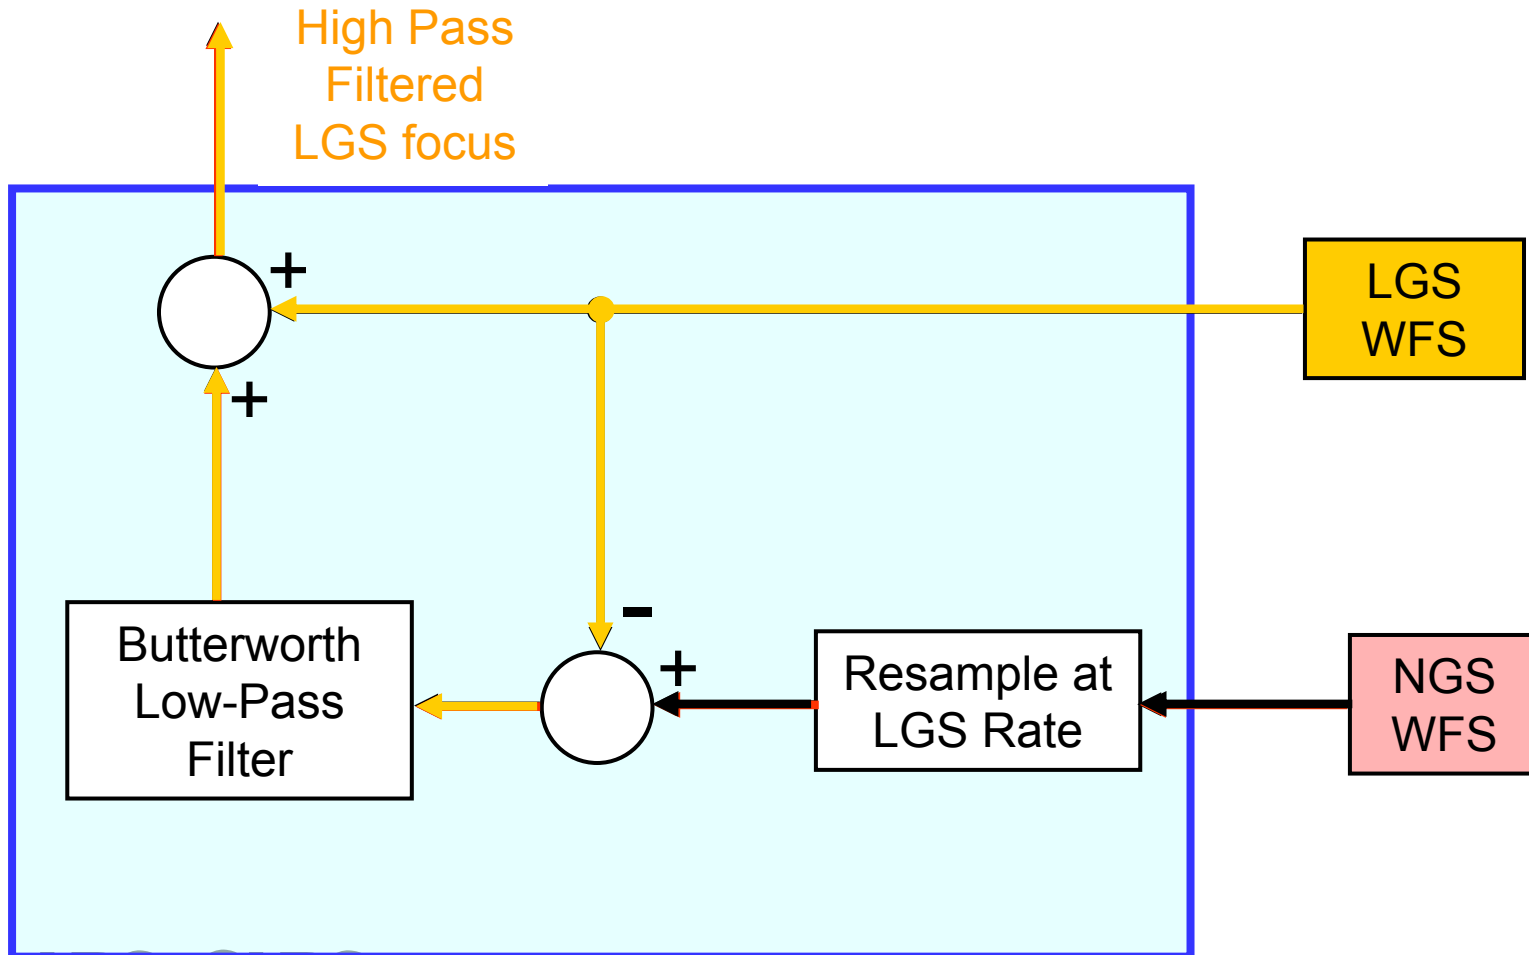 High Pass
Filtered
LGS focus
+
LGS
WFS
+
-
+
Butterworth
Low-Pass
Filter
Resample at
LGS Rate
NGS
WFS